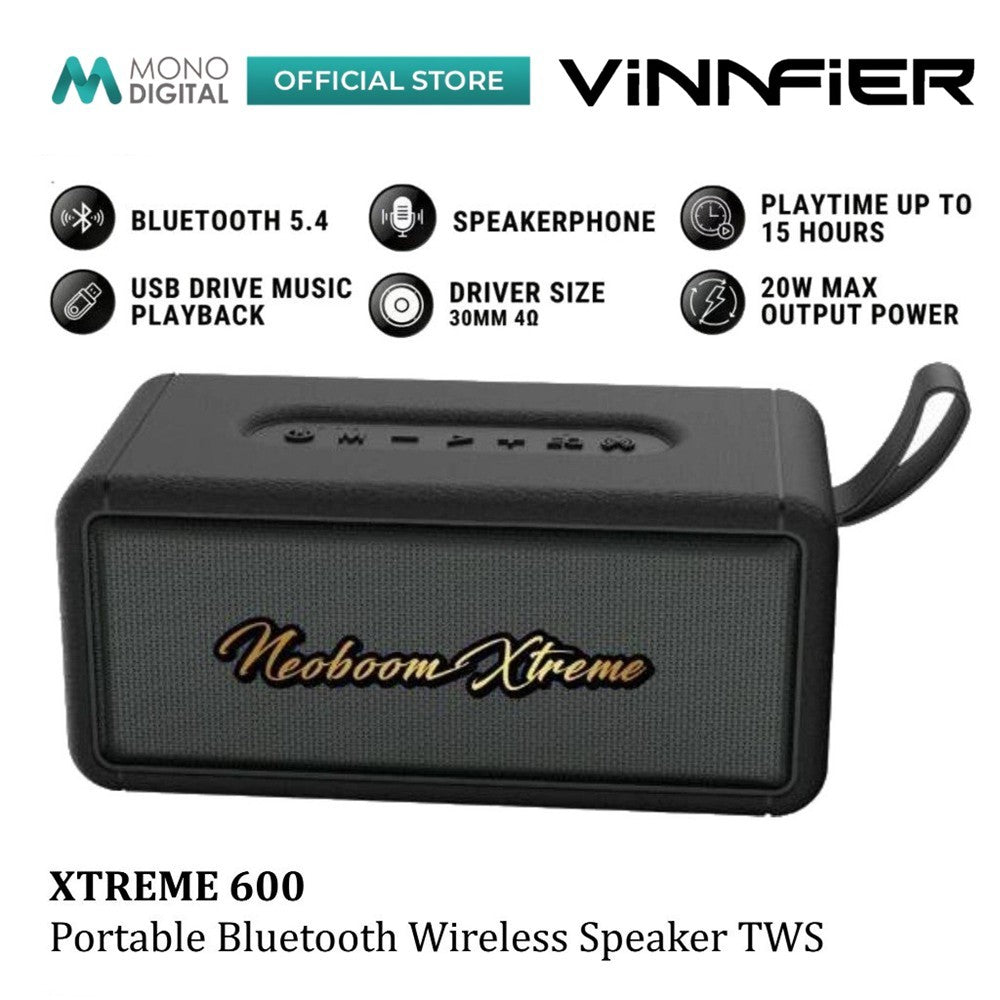 MONO
DIGITAL
OFFICIAL STORE
ViNNFiER
BLUETOOTH 5.4
SPEAKERPHONE
PLAYTIME UP TO
15 HOURS
USB DRIVE MUSIC
PLAYBACK
DRIVER SIZE
30MM 4Ω
20W MAX
OUTPUT POWER
M
EQ
Neoboom Xtreme
XTREME 600
Portable Bluetooth Wireless Speaker TWS